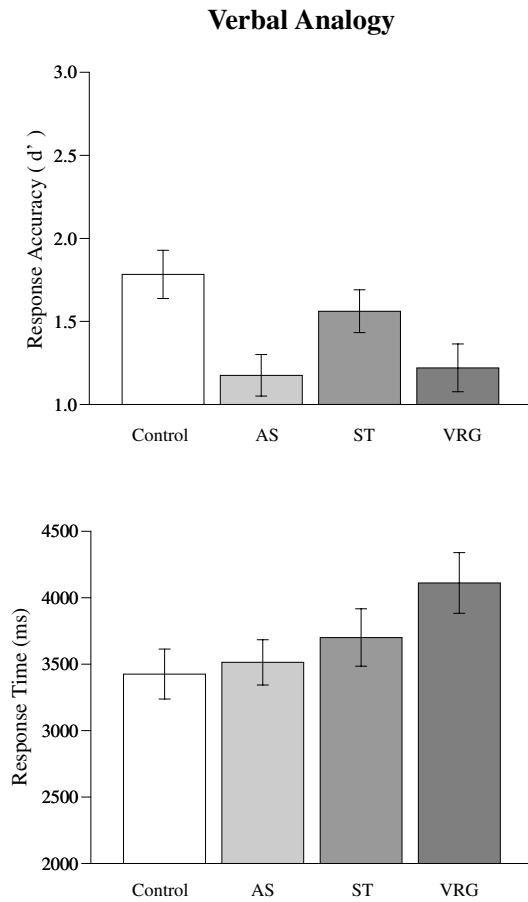 Verbal Analogy
Response Accuracy ( d’ )
3.0
2.5
2.0
1.5
1.0
Control AS ST VRG
Response Time (ms)
4500
4000
3500
3000
2500
2000
Control AS ST VRG